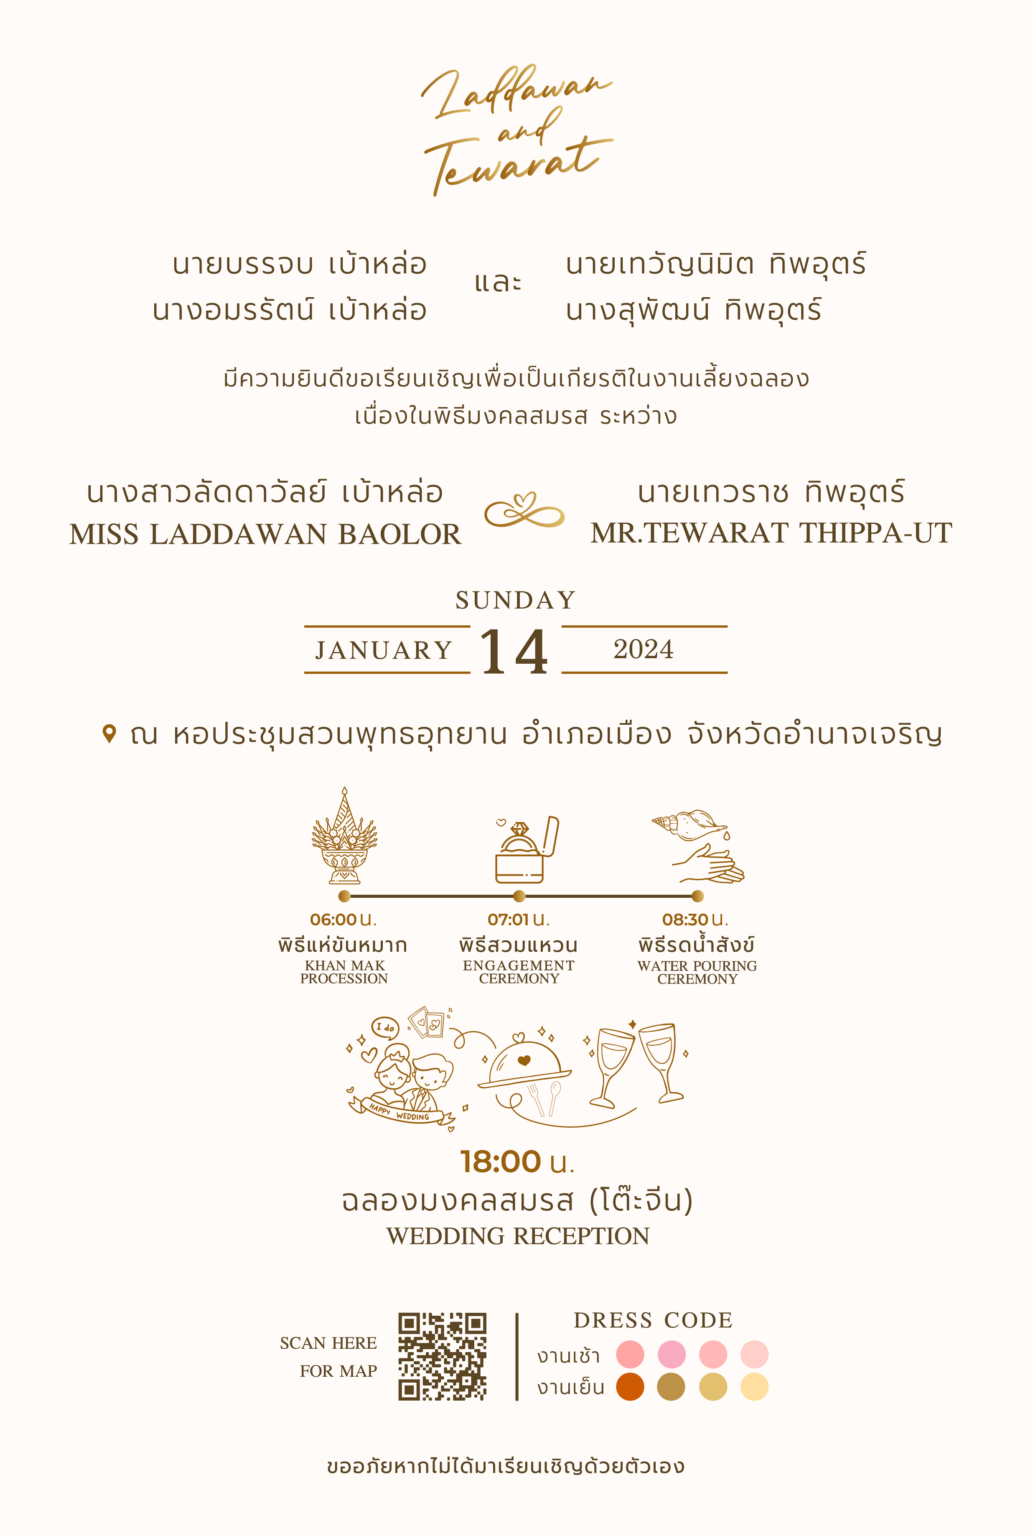 Laddawan
and
Tewarat
นายบรรจบ เบ้าหล่อ
นางอมรรัตน์ เบ้าหล่อ
และ
นายเทวัญนิมิต ทิพอุตร์
นางสุพัฒน์ ทิพอุตร์
มีความยินดีขอเรียนเชิญเพื่อเป็นเกียรติในงานเลี้ยงฉลอง
เนื่องในพิธีมงคลสมรส ระหว่าง
นางสาวลัดดาวัลย์ เบ้าหล่อ
MISS LADDAWAN BAOLOR
นายเทวราช ทิพอุตร์
MR.TEWARAT THIPPA-UT
SUNDAY
JANUARY 14 2024
ณ หอประชุมสวนพุทธอุทยาน อำเภอเมือง จังหวัดอำนาจเจริญ
06:00 น.
พิธีแห่ขันหมาก
KHAN MAK
PROCESSION
07:01 น.
พิธีสวมแหวน
ENGAGEMENT
CEREMONY
08:30 น.
พิธีรดน้ำสังข์
WATER POURING
CEREMONY
I do
HAPPY WEDDING
18:00 น.
ฉลองมงคลสมรส (โต๊ะจีน)
WEDDING RECEPTION
SCAN HERE
FOR MAP
DRESS CODE
งานเช้า
งานเย็น
ขออภัยหากไม่ได้มาเรียนเชิญด้วยตัวเอง